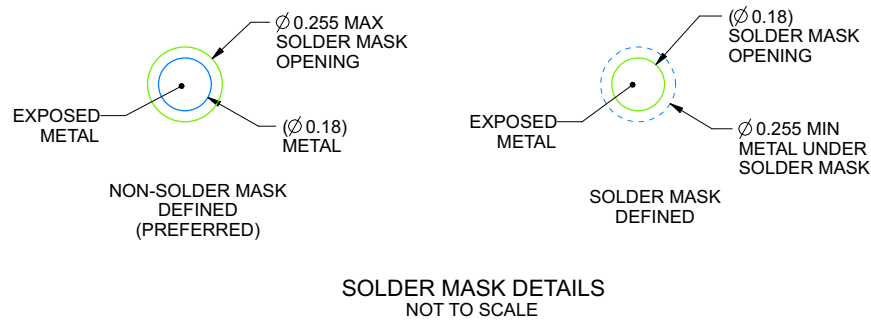 Ø 0.255 MAX
SOLDER MASK
OPENING
EXPOSED
METAL
(Ø 0.18)
METAL
NON-SOLDER MASK
DEFINED
(PREFERRED)
(Ø 0.18)
SOLDER MASK
OPENING
EXPOSED
METAL
Ø 0.255 MIN
METAL UNDER
SOLDER MASK
SOLDER MASK
DEFINED
SOLDER MASK DETAILS
NOT TO SCALE